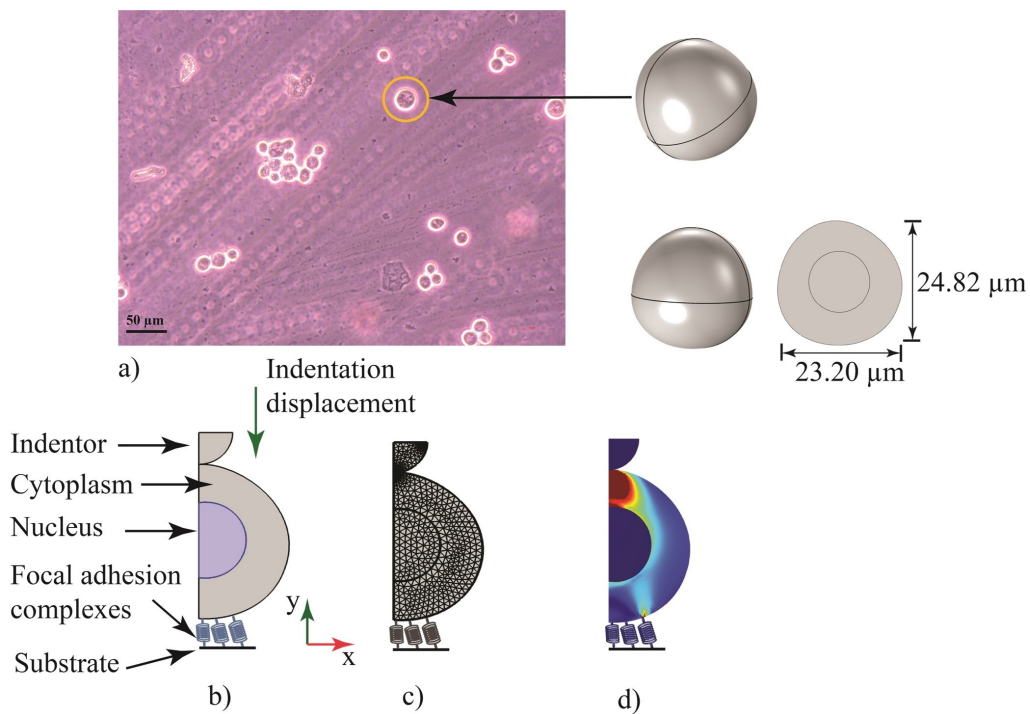 50 µm
24.82 µm
23.20 µm
a)
Indentation
displacement
Indentor
Cytoplasm
Nucleus
Focal adhesion
complexes
Substrate
y
x
b)
c)
d)